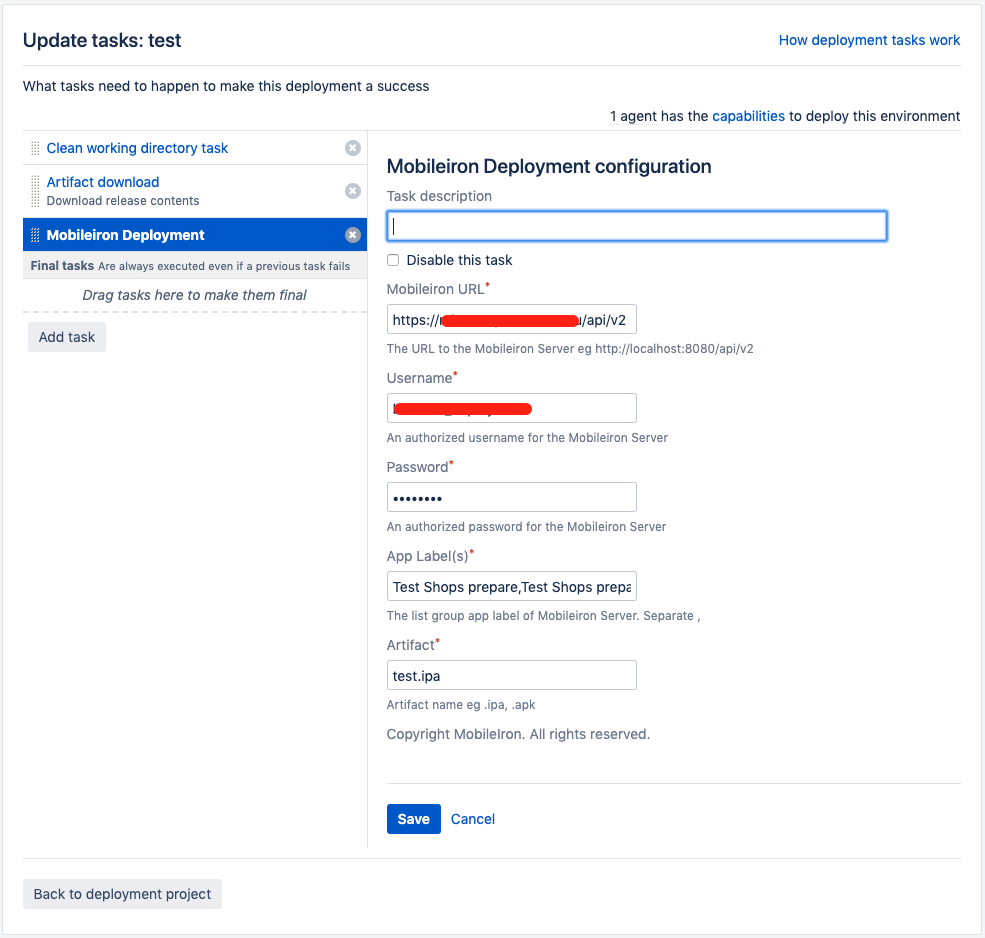 Update tasks: test
How deployment tasks work
What tasks need to happen to make this deployment a success
1 agent has the capabilities to deploy this environment
Clean working directory task
Artifact download
Download release contents
Mobileiron Deployment
Final tasks Are always executed even if a previous task fails
Drag tasks here to make them final
Add task
Mobileiron Deployment configuration
Task description
Disable this task
Mobileiron URL*
https:// /api/v2
The URL to the Mobileiron Server eg http://localhost:8080/api/v2
Username*
An authorized username for the Mobileiron Server
Password*
••••••••
An authorized password for the Mobileiron Server
App Label(s)*
Test Shops prepare,Test Shops prepa
The list group app label of Mobileiron Server. Separate ,
Artifact*
test.ipa
Artifact name eg .ipa, .apk
Copyright MobileIron. All rights reserved.
Save
Cancel
Back to deployment project